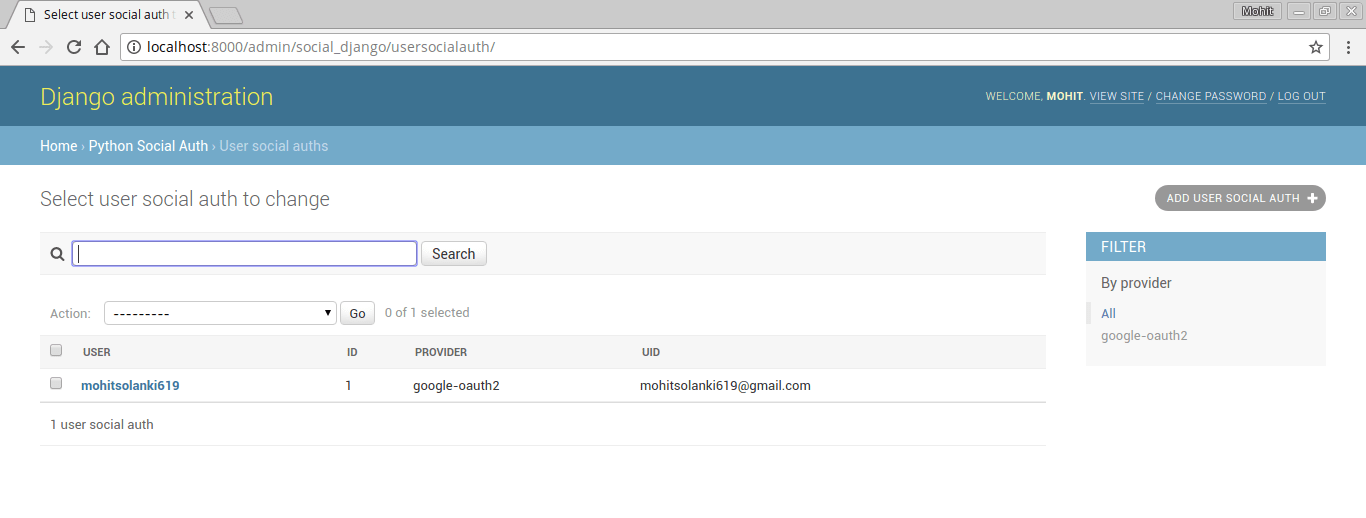 Select user social auth t
Mohit
localhost:8000/admin/social_django/usersocialauth/
Django administration
WELCOME, MOHIT. VIEW SITE / CHANGE PASSWORD / LOG OUT
Home › Python Social Auth › User social auths
Select user social auth to change
ADD USER SOCIAL AUTH +
Search
FILTER
By provider
All
google-oauth2
Action: --------- Go 0 of 1 selected
USER ID PROVIDER UID
mohitsolanki619 1 google-oauth2 mohitsolanki619@gmail.com
1 user social auth